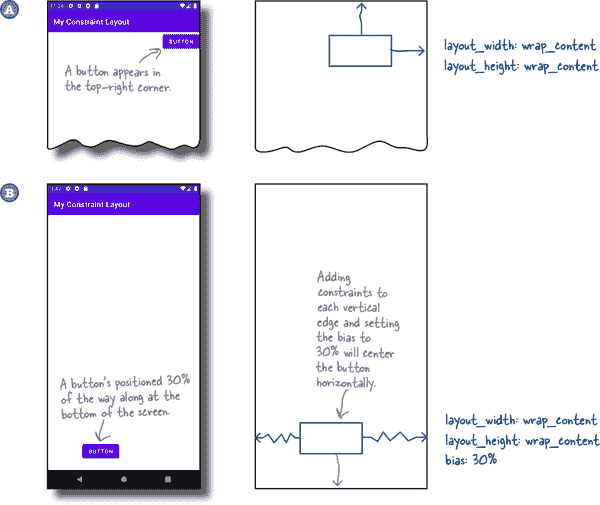 A
11:36
My Constraint Layout
BUTTON
A button appears in
the top-right corner.
layout_width: wrap_content
layout_height: wrap_content
B
My Constraint Layout
Adding
constraints to
each vertical
edge and setting
the bias to
30% will center
the button
horizontally.
A button's positioned 30%
of the way along at the
bottom of the screen.
BUTTON
layout_width: wrap_content
layout_height: wrap_content
bias: 30%